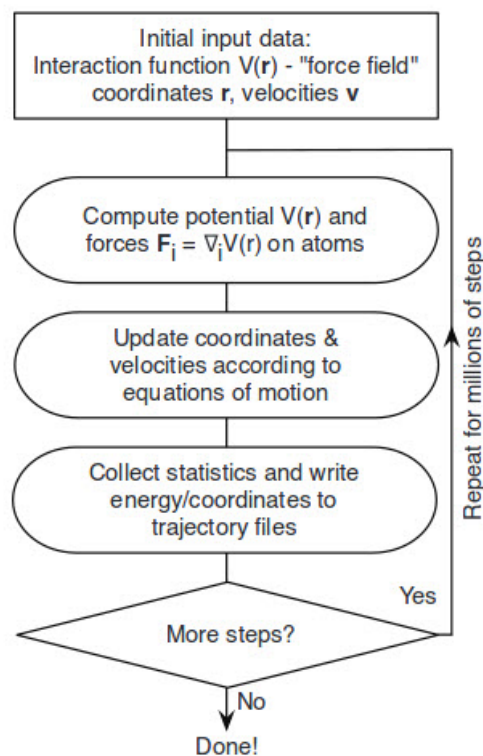 Initial input data:
Interaction function V(r) - "force field"
coordinates r, velocities v
Compute potential V(r) and
forces Fi = ∇iV(r) on atoms
Update coordinates &
velocities according to
equations of motion
Collect statistics and write
energy/coordinates to
trajectory files
Repeat for millions of steps
More steps?
Yes
No
Done!